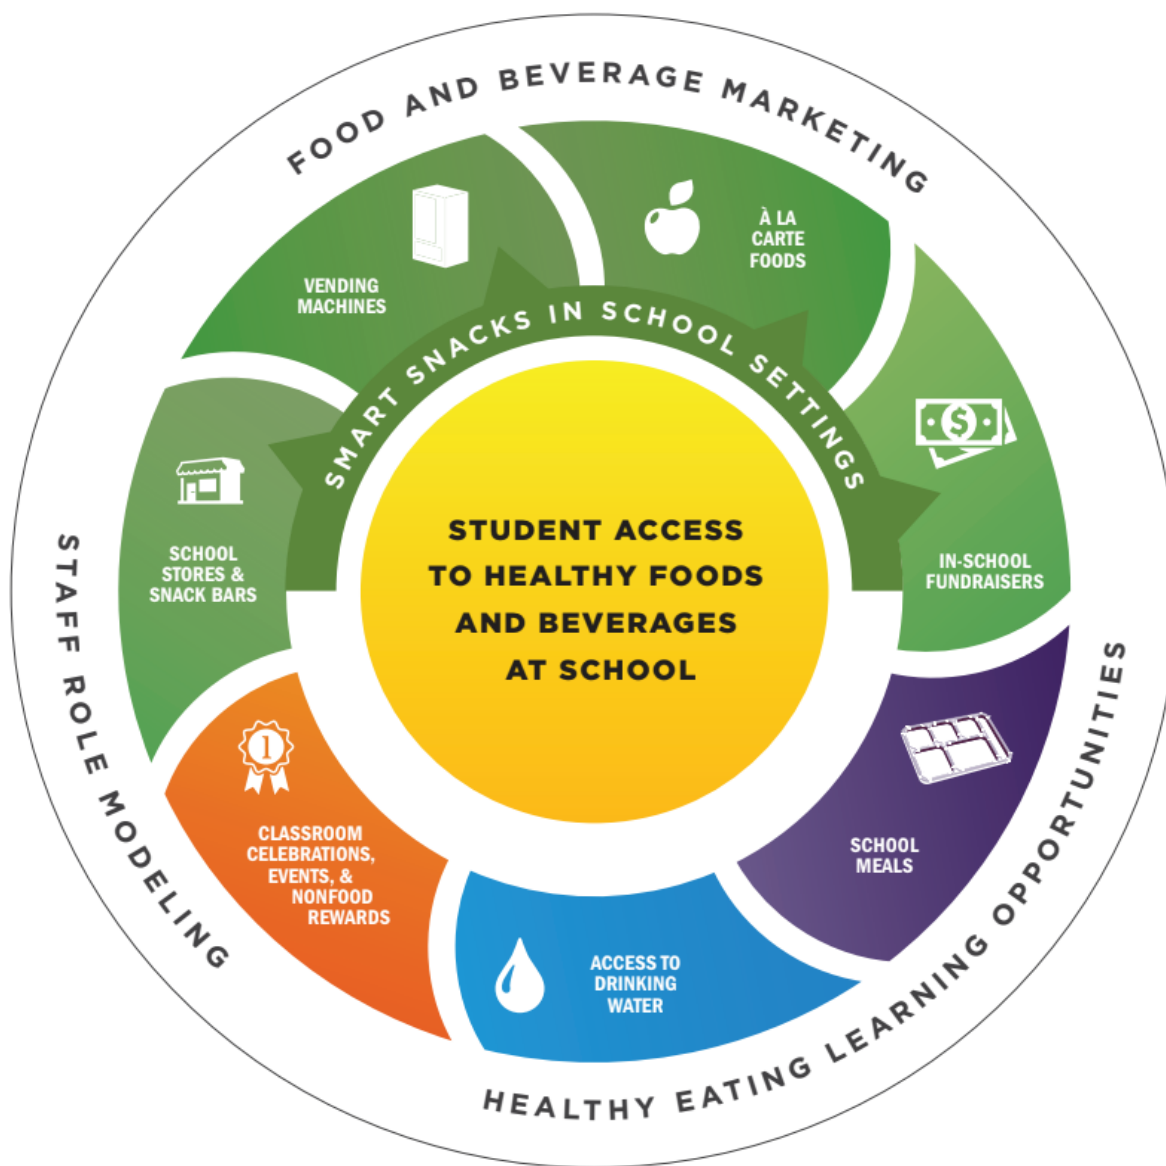 FOOD AND BEVERAGE MARKETING
VENDING
MACHINES
À LA
CARTE
FOODS
SMART SNACKS IN SCHOOL SETTINGS
SCHOOL
STORES &
SNACK BARS
IN-SCHOOL
FUNDRAISERS
STUDENT ACCESS
TO HEALTHY FOODS
AND BEVERAGES
AT SCHOOL
STAFF ROLE MODELING
1
CLASSROOM
CELEBRATIONS,
EVENTS, &
NONFOOD
REWARDS
SCHOOL
MEALS
ACCESS TO
DRINKING
WATER
HEALTHY EATING LEARNING OPPORTUNITIES
$